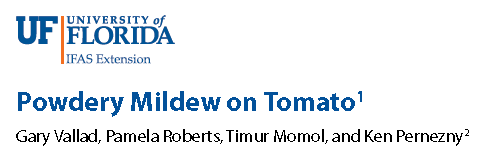 UF UNIVERSITY of
FLORIDA
IFAS Extension
Powdery Mildew on Tomato¹
Gary Vallad, Pamela Roberts, Timur Momol, and Ken Pernezny²